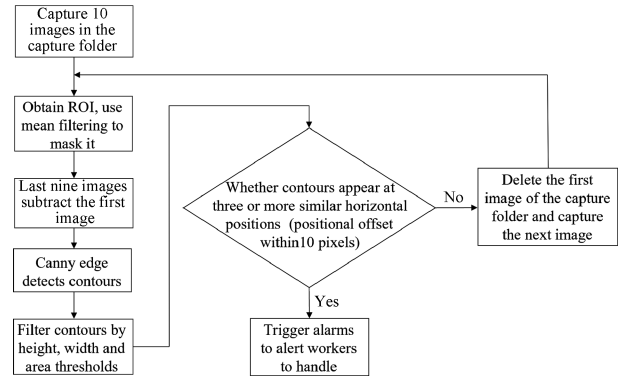 Capture 10
images in the
capture folder
Obtain ROI, use
mean filtering to
mask it
Last nine images
subtract the first
image
Canny edge
detects contours
Filter contours by
height, width and
area thresholds
Whether contours appear at
three or more similar horizontal
positions (positional offset
within10 pixels)
No
Delete the first
image of the capture
folder and capture
the next image
Yes
Trigger alarms
to alert workers
to handle